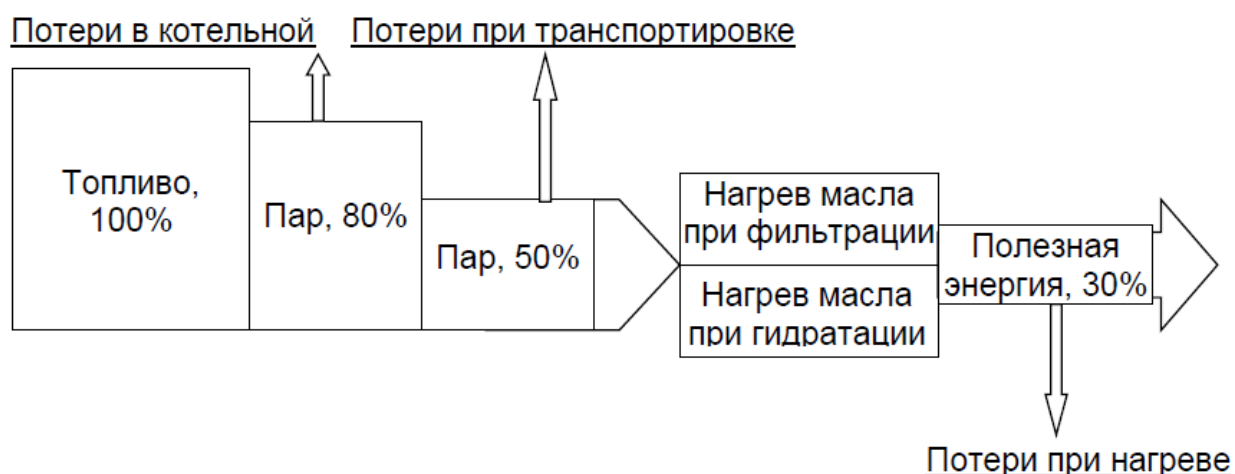 Потери в котельной
Потери при транспортировке
Топливо,
100%
Пар, 80%
Пар, 50%
Нагрев масла
при фильтрации
Нагрев масла
при гидратации
Полезная
энергия, 30%
Потери при нагреве